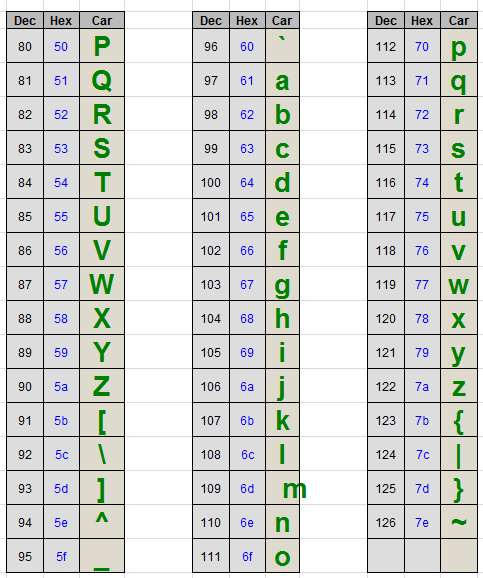 Dec Hex Car Dec Hex Car Dec Hex Car
80 50 P 96 60 ` 112 70 p
81 51 Q 97 61 a 113 71 q
82 52 R 98 62 b 114 72 r
83 53 S 99 63 c 115 73 s
84 54 T 100 64 d 116 74 t
85 55 U 101 65 e 117 75 u
86 56 V 102 66 f 118 76 v
87 57 W 103 67 g 119 77 w
88 58 X 104 68 h 120 78 x
89 59 Y 105 69 i 121 79 y
90 5a Z 106 6a j 122 7a z
91 5b [ 107 6b k 123 7b {
92 5c \ 108 6c l 124 7c |
93 5d ] 109 6d m 125 7d }
94 5e ^ 110 6e n 126 7e ~
95 5f _ 111 6f o